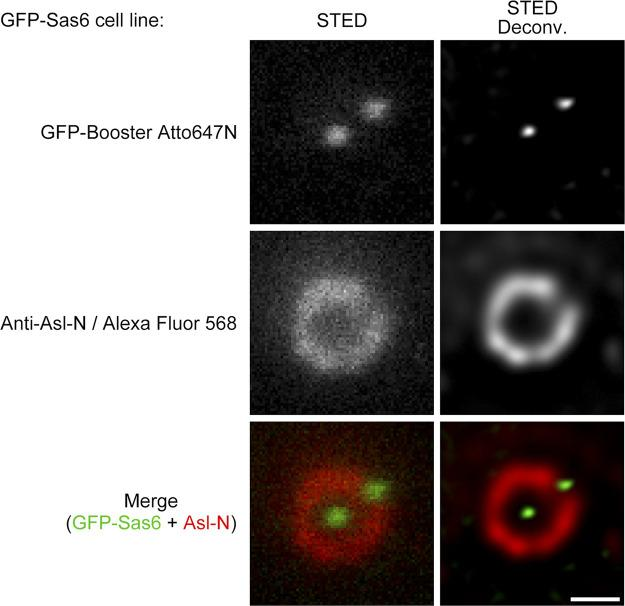 GFP-Sas6 cell line:
STED
STED
Deconv.
GFP-Booster Atto647N
Anti-Asl-N / Alexa Fluor 568
Merge
(GFP-Sas6 + Asl-N)